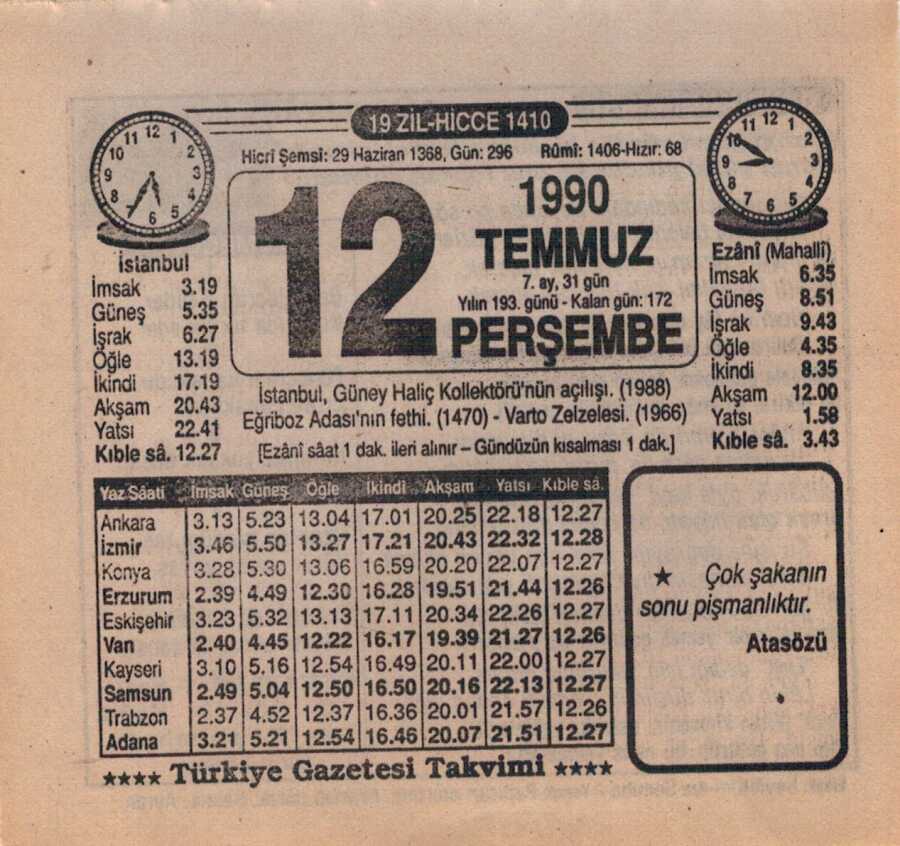 19 ZİL-HİCCE 1410
Hicrî Şemsî: 29 Haziran 1368, Gün: 296 Rûmî: 1406-Hızır: 68
12
1990
TEMMUZ
7. ay, 31 gün
Yılın 193. günü - Kalan gün: 172
PERŞEMBE
İstanbul
İmsak 3.19
Güneş 5.35
İşrak 6.27
Öğle 13.19
İkindi 17.19
Akşam 20.43
Yatsı 22.41
Kıble sâ. 12.27
Ezânî (Mahallî)
İmsak 6.35
Güneş 8.51
İşrak 9.43
Öğle 4.35
İkindi 8.35
Akşam 12.00
Yatsı 1.58
Kıble sâ. 3.43
İstanbul, Güney Haliç Kollektörü'nün açılışı. (1988)
Eğriboz Adası'nın fethi. (1470) - Varto Zelzelesi. (1966)
[Ezânî sâat 1 dak. ileri alınır – Gündüzün kısalması 1 dak.]
Yaz Sâati İmsak Güneş Öğle İkindi Akşam Yatsı Kıble sâ.
Ankara 3.13 5.23 13.04 17.01 20.25 22.18 12.27
İzmir 3.46 5.50 13.27 17.21 20.43 22.32 12.28
Konya 3.28 5.30 13.06 16.59 20.20 22.07 12.27
Erzurum 2.39 4.49 12.30 16.28 19.51 21.44 12.26
Eskişehir 3.23 5.32 13.13 17.11 20.34 22.26 12.27
Van 2.40 4.45 12.22 16.17 19.39 21.27 12.26
Kayseri 3.10 5.16 12.54 16.49 20.11 22.00 12.27
Samsun 2.49 5.04 12.50 16.50 20.16 22.13 12.27
Trabzon 2.37 4.52 12.37 16.36 20.01 21.57 12.26
Adana 3.21 5.21 12.54 16.46 20.07 21.51 12.27
★ Çok şakanın
sonu pişmanlıktır.
Atasözü
★★★★ Türkiye Gazetesi Takvimi ★★★★